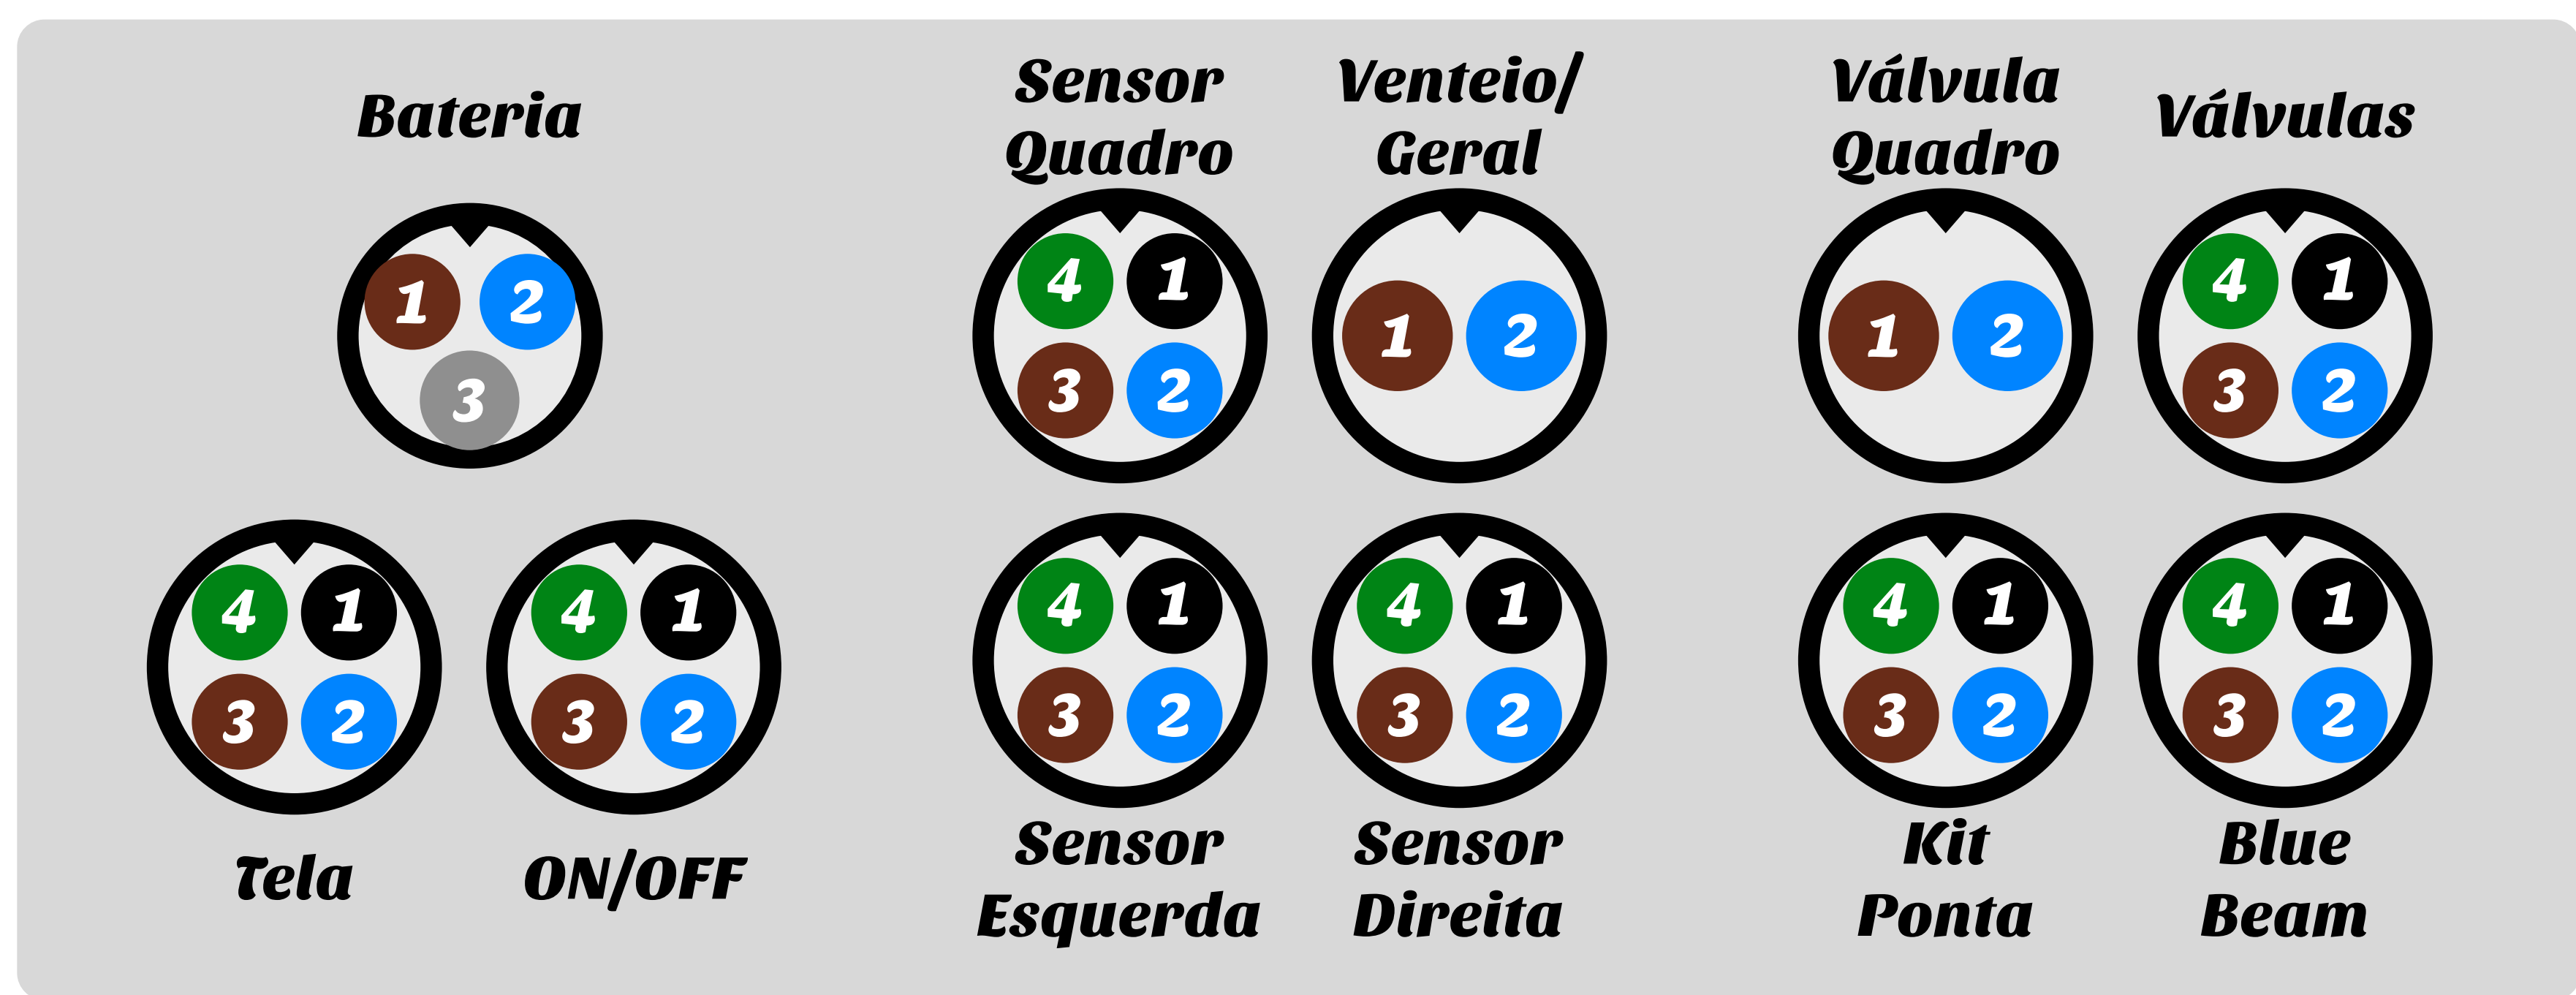 Bateria
1 2
3
4 1
3 2
Tela
4 1
3 2
ON/OFF
Sensor
Quadro
4 1
3 2
Venteio/
Geral
1 2
4 1
3 2
Sensor
Esquerda
4 1
3 2
Sensor
Direita
Válvula
Quadro
1 2
Válvulas
4 1
3 2
4 1
3 2
Kit
Ponta
4 1
3 2
Blue
Beam